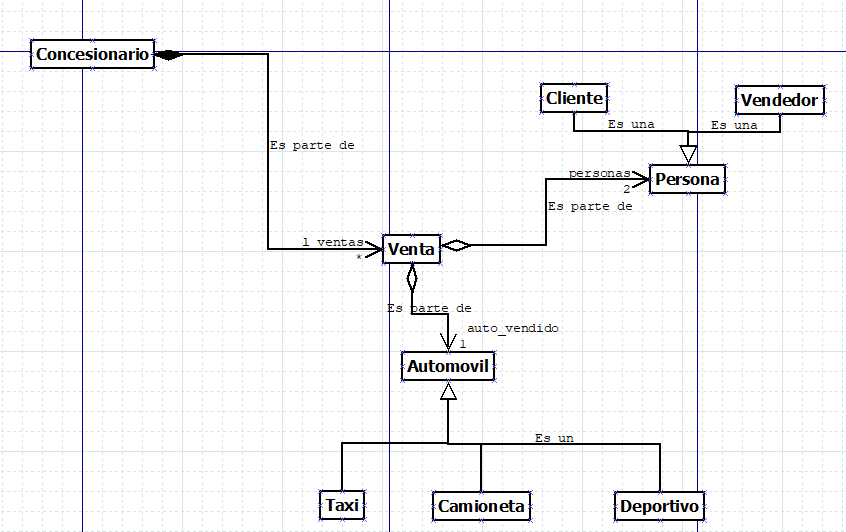 Concesionario
Cliente
Vendedor
Es una
Es una
Es parte de
personas
Persona
2
Es parte de
l ventas
*
Venta
Es parte de
auto_vendido
1
Automovil
Es un
Taxi
Camioneta
Deportivo